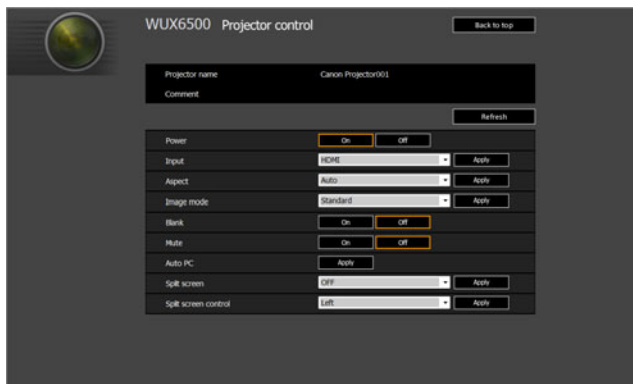 WUX6500 Projector control Back to top
Projector name Canon Projector001
Comment
Refresh
Power On Off
Input HDMI Apply
Aspect Auto Apply
Image mode Standard Apply
Blank On Off
Mute On Off
Auto PC Apply
Split screen OFF Apply
Split screen control Left Apply